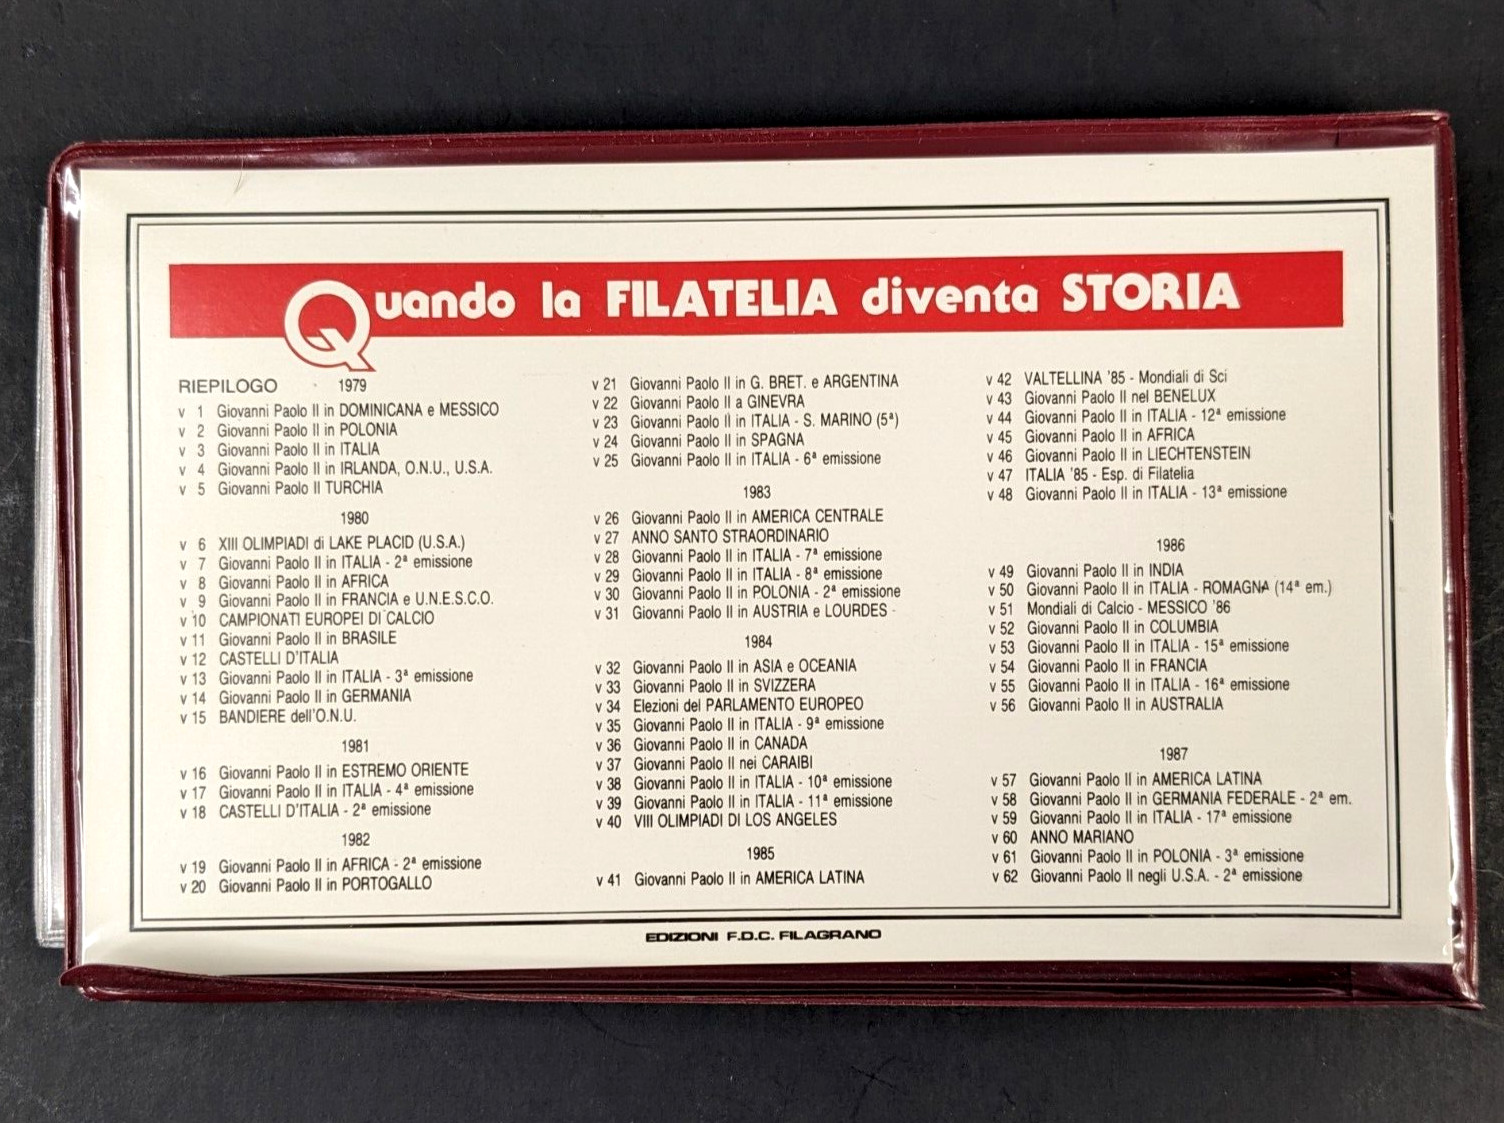 Quando la FILATELIA diventa STORIA
RIEPILOGO 1979
v 1 Giovanni Paolo II in DOMINICANA e MESSICO
v 2 Giovanni Paolo II in POLONIA
v 3 Giovanni Paolo II in ITALIA
v 4 Giovanni Paolo II in IRLANDA, O.N.U., U.S.A.
v 5 Giovanni Paolo II TURCHIA
1980
v 6 XIII OLIMPIADI di LAKE PLACID (U.S.A.)
v 7 Giovanni Paolo II in ITALIA - 2ª emissione
v 8 Giovanni Paolo II in AFRICA
v 9 Giovanni Paolo II in FRANCIA e U.N.E.S.C.O.
v 10 CAMPIONATI EUROPEI DI CALCIO
v 11 Giovanni Paolo II in BRASILE
v 12 CASTELLI D'ITALIA
v 13 Giovanni Paolo II in ITALIA - 3ª emissione
v 14 Giovanni Paolo II in GERMANIA
v 15 BANDIERE dell'O.N.U.
1981
v 16 Giovanni Paolo II in ESTREMO ORIENTE
v 17 Giovanni Paolo II in ITALIA - 4ª emissione
v 18 CASTELLI D'ITALIA - 2ª emissione
1982
v 19 Giovanni Paolo II in AFRICA - 2ª emissione
v 20 Giovanni Paolo II in PORTOGALLO
v 21 Giovanni Paolo II in G. BRET. e ARGENTINA
v 22 Giovanni Paolo II a GINEVRA
v 23 Giovanni Paolo II in ITALIA - S. MARINO (5ª)
v 24 Giovanni Paolo II in SPAGNA
v 25 Giovanni Paolo II in ITALIA - 6ª emissione
1983
v 26 Giovanni Paolo II in AMERICA CENTRALE
v 27 ANNO SANTO STRAORDINARIO
v 28 Giovanni Paolo II in ITALIA - 7ª emissione
v 29 Giovanni Paolo II in ITALIA - 8ª emissione
v 30 Giovanni Paolo II in POLONIA - 2ª emissione
v 31 Giovanni Paolo II in AUSTRIA e LOURDES
1984
v 32 Giovanni Paolo II in ASIA e OCEANIA
v 33 Giovanni Paolo II in SVIZZERA
v 34 Elezioni del PARLAMENTO EUROPEO
v 35 Giovanni Paolo II in ITALIA - 9ª emissione
v 36 Giovanni Paolo II in CANADA
v 37 Giovanni Paolo II nei CARAIBI
v 38 Giovanni Paolo II in ITALIA - 10ª emissione
v 39 Giovanni Paolo II in ITALIA - 11ª emissione
v 40 VIII OLIMPIADI DI LOS ANGELES
1985
v 41 Giovanni Paolo II in AMERICA LATINA
v 42 VALTELLINA '85 - Mondiali di Sci
v 43 Giovanni Paolo II nel BENELUX
v 44 Giovanni Paolo II in ITALIA - 12ª emissione
v 45 Giovanni Paolo II in AFRICA
v 46 Giovanni Paolo II in LIECHTENSTEIN
v 47 ITALIA '85 - Esp. di Filatelia
v 48 Giovanni Paolo II in ITALIA - 13ª emissione
1986
v 49 Giovanni Paolo II in INDIA
v 50 Giovanni Paolo II in ITALIA - ROMAGNA (14ª em.)
v 51 Mondiali di Calcio - MESSICO '86
v 52 Giovanni Paolo II in COLUMBIA
v 53 Giovanni Paolo II in ITALIA - 15ª emissione
v 54 Giovanni Paolo II in FRANCIA
v 55 Giovanni Paolo II in ITALIA - 16ª emissione
v 56 Giovanni Paolo II in AUSTRALIA
1987
v 57 Giovanni Paolo II in AMERICA LATINA
v 58 Giovanni Paolo II in GERMANIA FEDERALE - 2ª em.
v 59 Giovanni Paolo II in ITALIA - 17ª emissione
v 60 ANNO MARIANO
v 61 Giovanni Paolo II in POLONIA - 3ª emissione
v 62 Giovanni Paolo II negli U.S.A. - 2ª emissione
EDIZIONI F.D.C. FILAGRANO